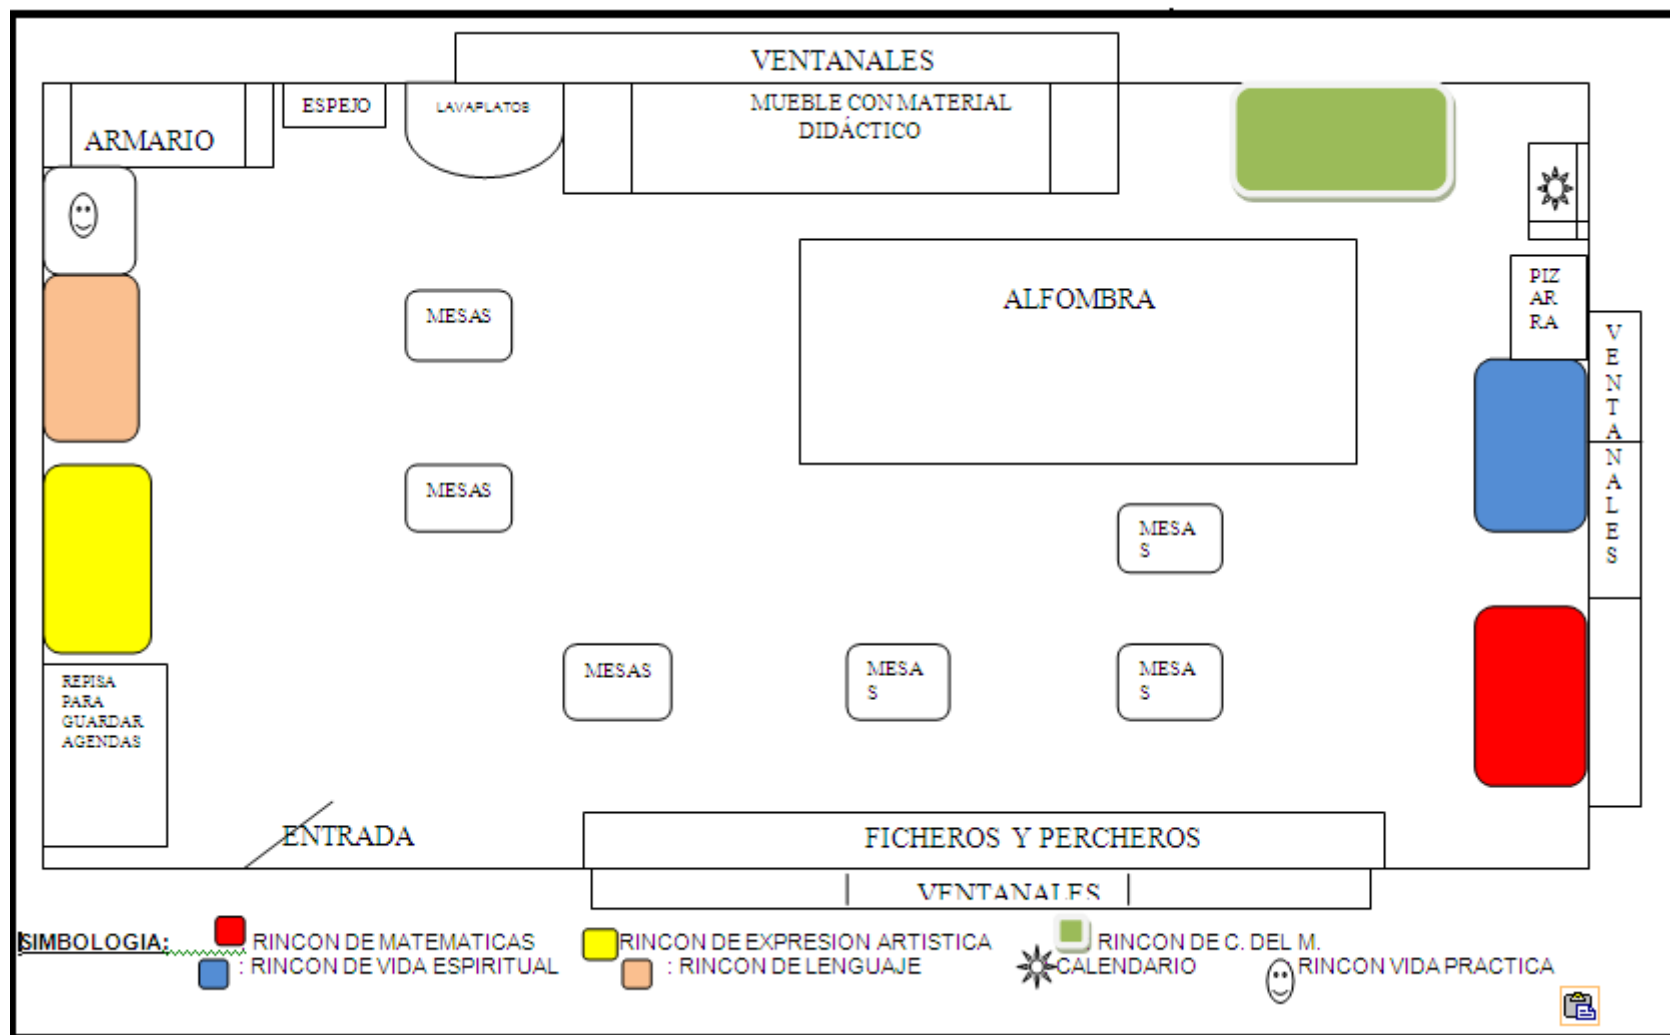 VENTANALES
ARMARIO
ESPEJO
LAVAPLATOS
MUEBLE CON MATERIAL
DIDÁCTICO
ALFOMBRA
PIZ
AR
RA
VENTANALES
MESAS
MESAS
MESA
S
MESAS
MESA
S
MESA
S
REPISA
PARA
GUARDAR
AGENDAS
ENTRADA
FICHEROS Y PERCHEROS
VENTANALES
SIMBOLOGIA: RINCON DE MATEMATICAS RINCON DE EXPRESION ARTISTICA RINCON DE C. DEL M.
: RINCON DE VIDA ESPIRITUAL : RINCON DE LENGUAJE CALENDARIO RINCON VIDA PRACTICA